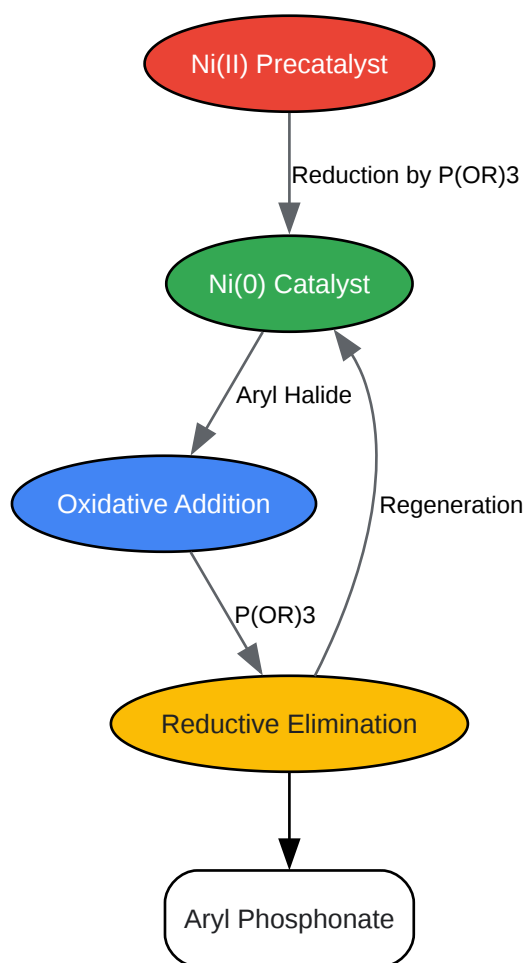 Ni(II) Precatalyst
Reduction by P(OR)3
Ni(0) Catalyst
Aryl Halide
Oxidative Addition
Regeneration
P(OR)3
Reductive Elimination
Aryl Phosphonate